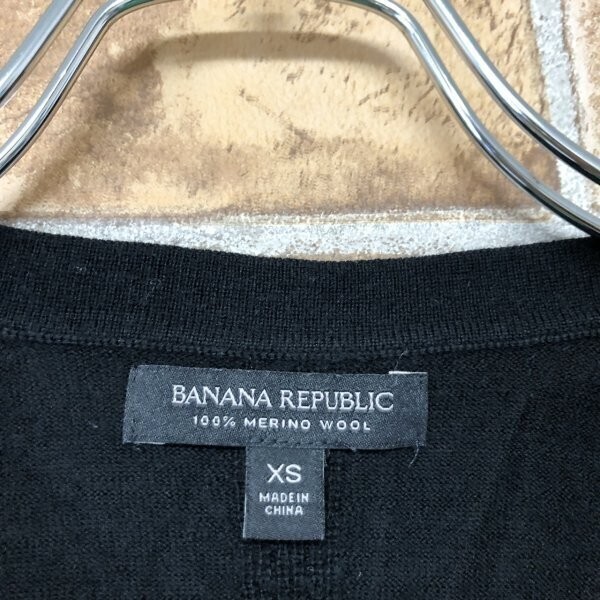 BANANA REPUBLIC
100% MERINO WOOL
XS
MADE IN
CHINA